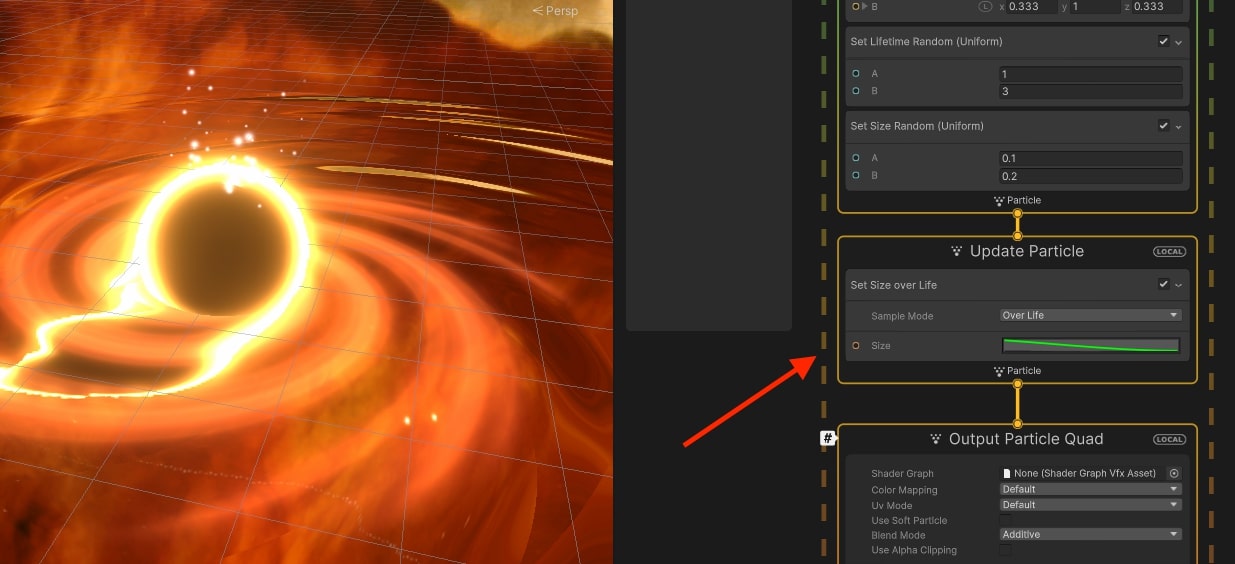 Persp
B x 0.333 y 1 z 0.333
Set Lifetime Random (Uniform)
A 1
B 3
Set Size Random (Uniform)
A 0.1
B 0.2
Particle
Update Particle LOCAL
Set Size over Life
Sample Mode Over Life
Size
Particle
# Output Particle Quad LOCAL
Shader Graph None (Shader Graph Vfx Asset)
Color Mapping Default
Uv Mode Default
Use Soft Particle
Blend Mode Additive
Use Alpha Clipping